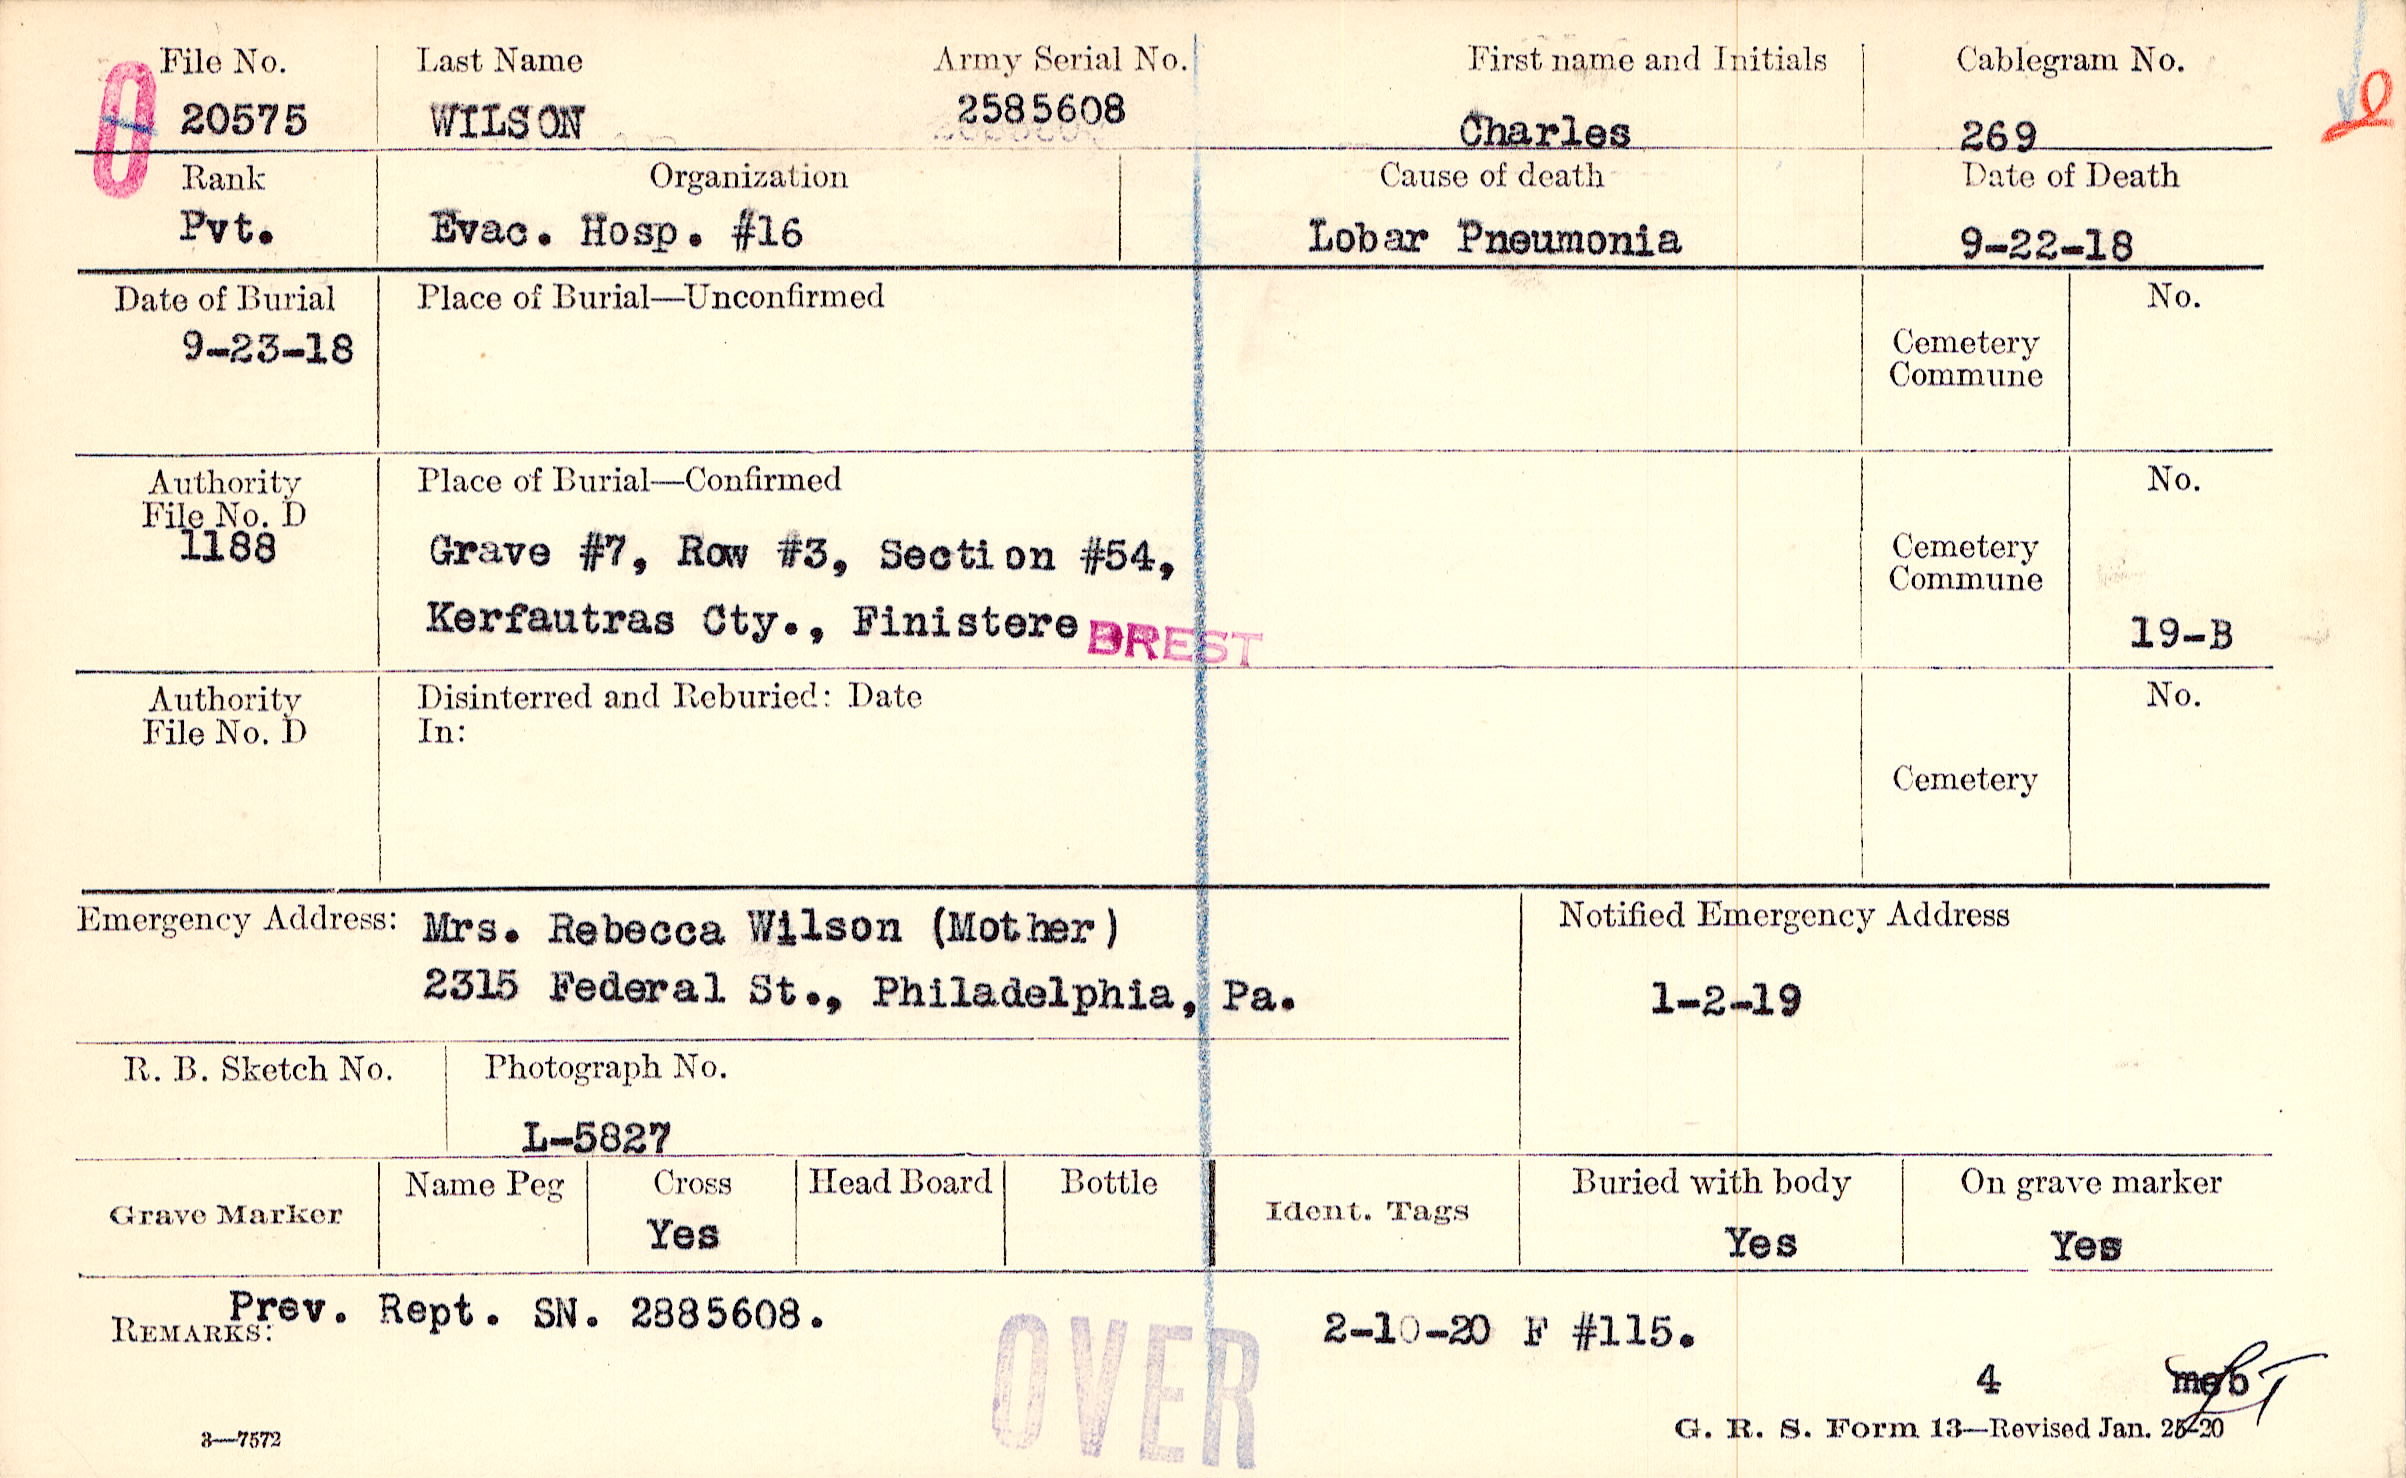 File No.
20575
Last Name
WILSON
Army Serial No.
2585608
First name and Initials
Charles
Cablegram No.
269
Rank
Pvt.
Organization
Evac. Hosp. #16
Cause of death
Lobar Pneumonia
Date of Death
9-22-18
Date of Burial
9-23-18
Place of Burial—Unconfirmed
Cemetery
Commune
No.
Authority
File No. D
1188
Place of Burial—Confirmed
Grave #7, Row #3, Section #54,
Kerfautras Cty., Finistere BREST
Cemetery
Commune
No.
19-B
Authority
File No. D
Disinterred and Reburied: Date
In:
Cemetery
No.
Emergency Address: Mrs. Rebecca Wilson (Mother)
2315 Federal St., Philadelphia, Pa.
Notified Emergency Address
1-2-19
R. B. Sketch No.
Photograph No.
L-5827
Grave Marker
Name Peg
Cross
Yes
Head Board
Bottle
Ident. Tags
Buried with body
Yes
On grave marker
Yes
REMARKS: Prev. Rept. SN. 2885608.
2-10-20 F #115.
OVER
4
3—7572
G. R. S. Form 13—Revised Jan. 25-20